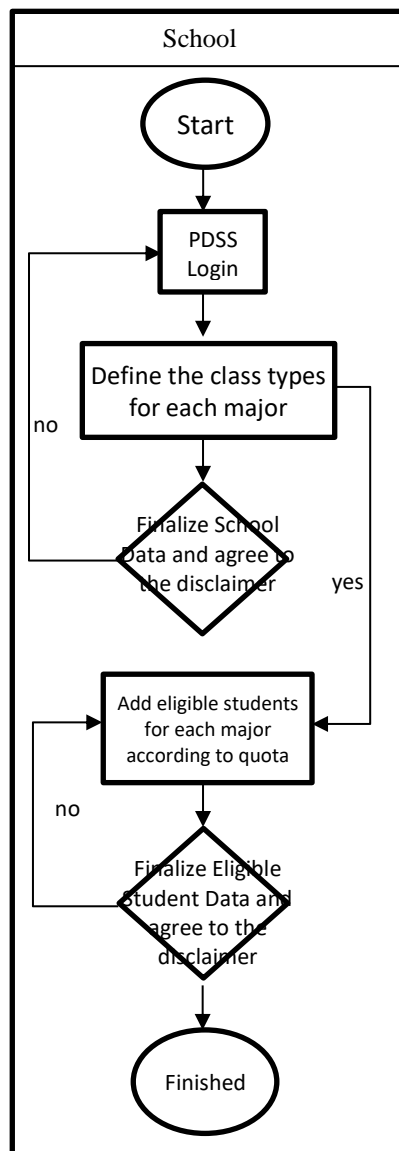 School
Start
PDSS
Login
Define the class types
for each major
no
Finalize School
Data and agree to
the disclaimer
yes
Add eligible students
for each major
according to quota
no
Finalize Eligible
Student Data and
agree to the
disclaimer
Finished